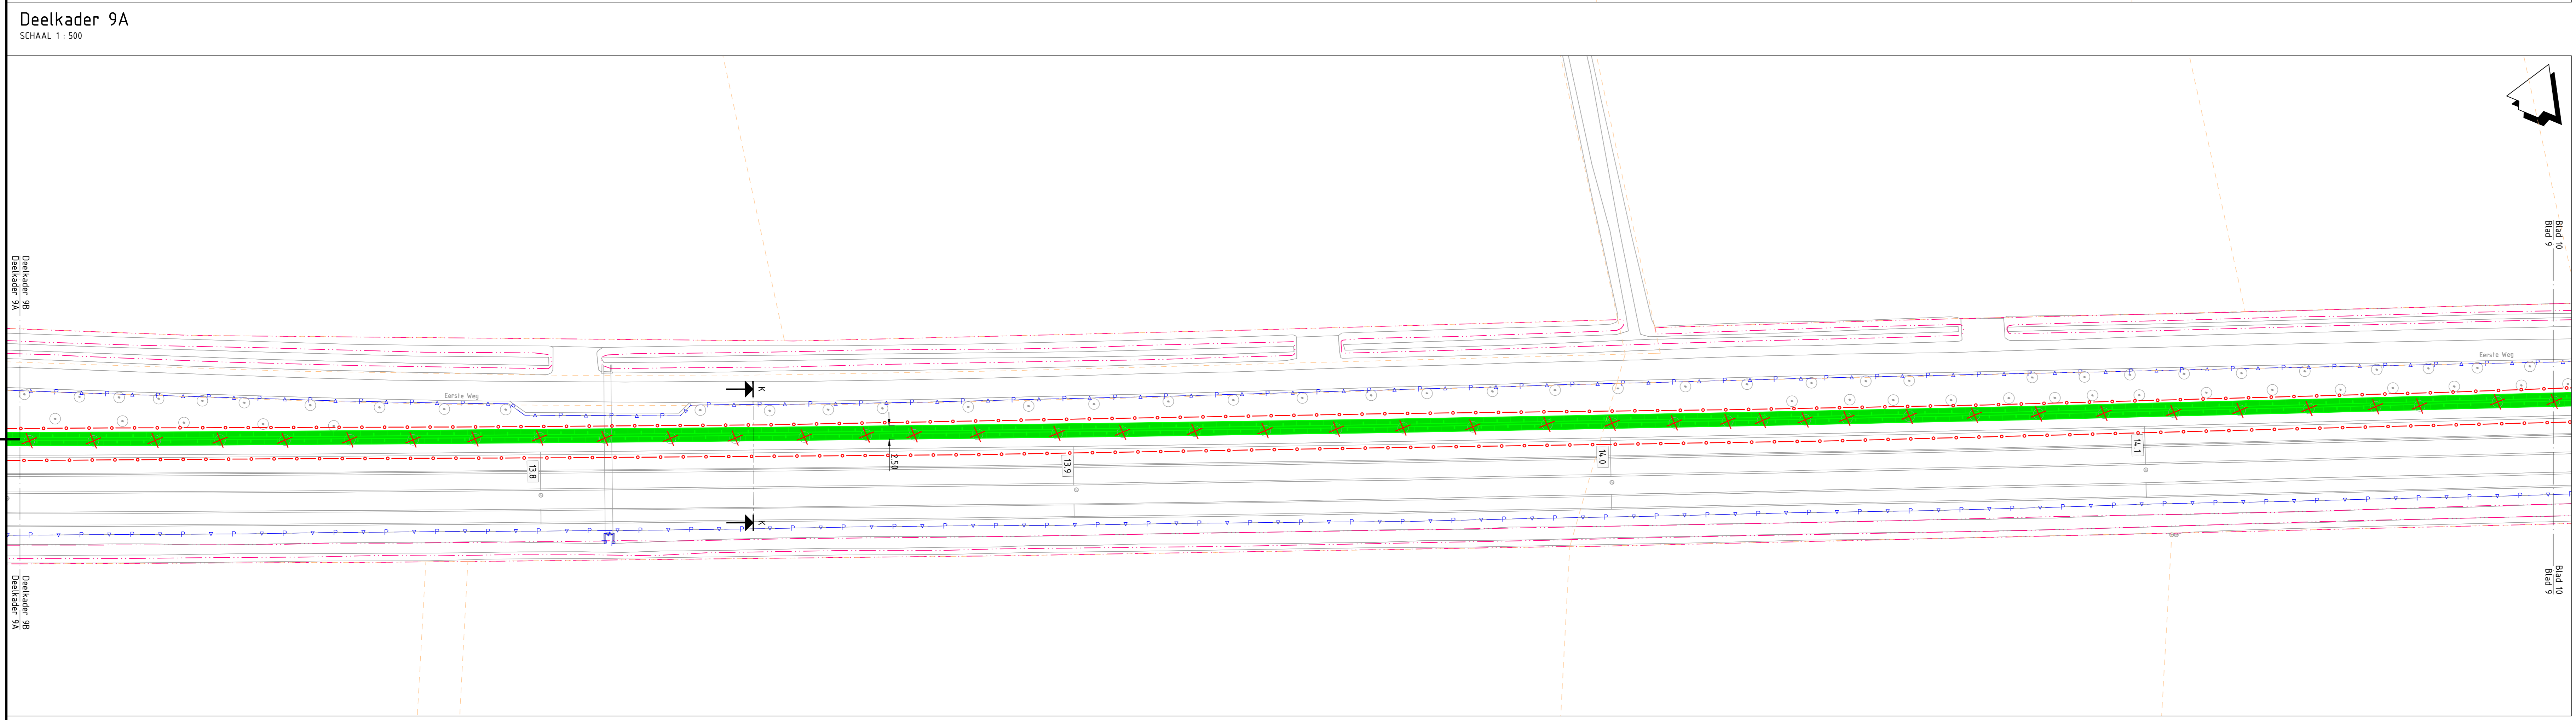 Deelkader 9A
SCHAAL 1 : 500
Blad 10
Blad 9
Deelkader 9B
Deelkader 9A
Eerste Weg
Eerste Weg
K
2.50
13.8
13.9
14.0
14.1
K
Deelkader 9B
Deelkader 9A
Blad 10
Blad 9